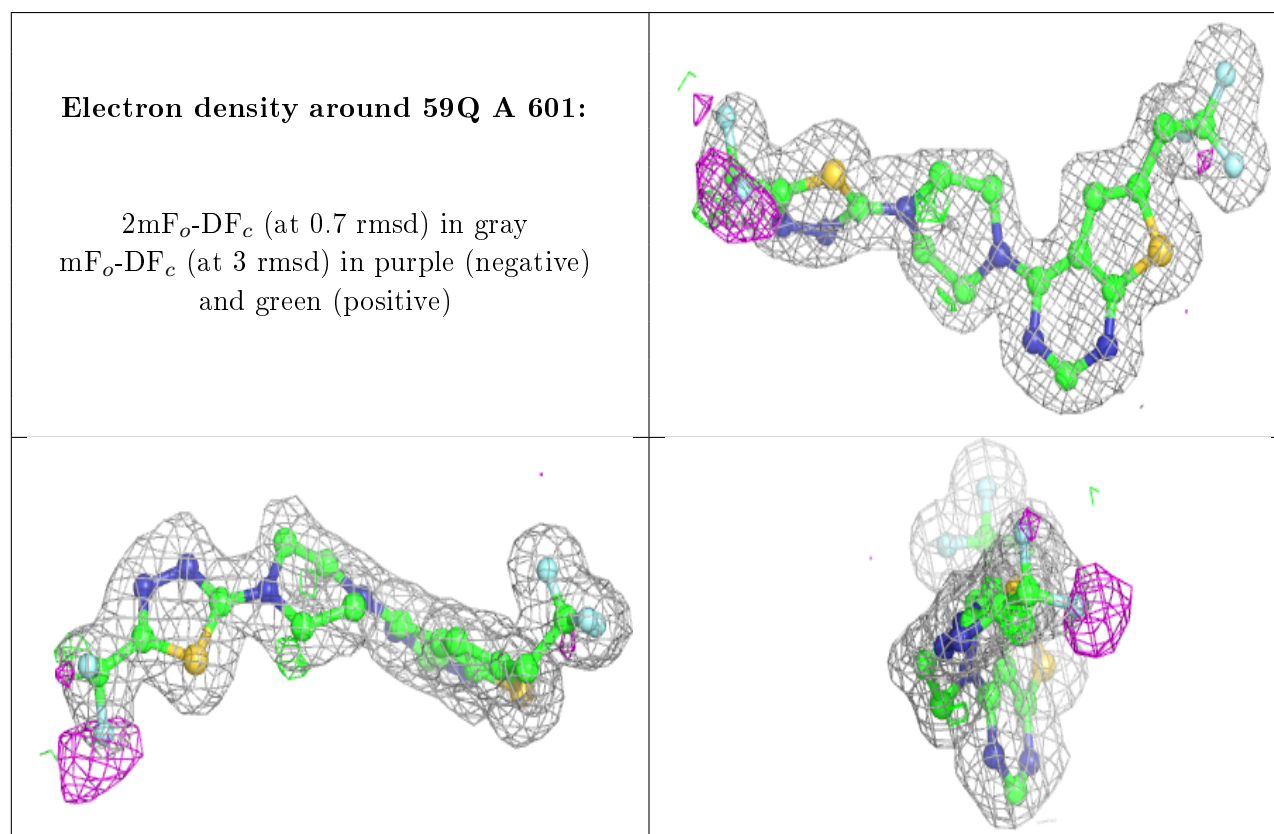 Electron density around 59Q A 601:
2mFₒ-DF𝒸 (at 0.7 rmsd) in gray
mFₒ-DF𝒸 (at 3 rmsd) in purple (negative)
and green (positive)